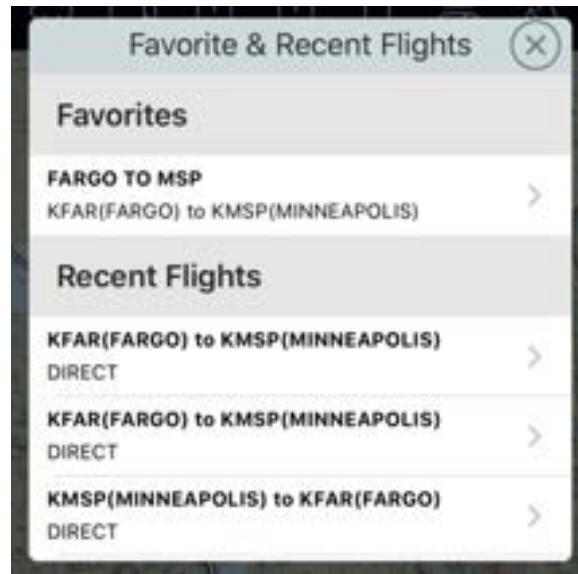 Favorite & Recent Flights
Favorites
FARGO TO MSP
KFAR(FARGO) to KMSP(MINNEAPOLIS)
Recent Flights
KFAR(FARGO) to KMSP(MINNEAPOLIS)
DIRECT
KFAR(FARGO) to KMSP(MINNEAPOLIS)
DIRECT
KMSP(MINNEAPOLIS) to KFAR(FARGO)
DIRECT